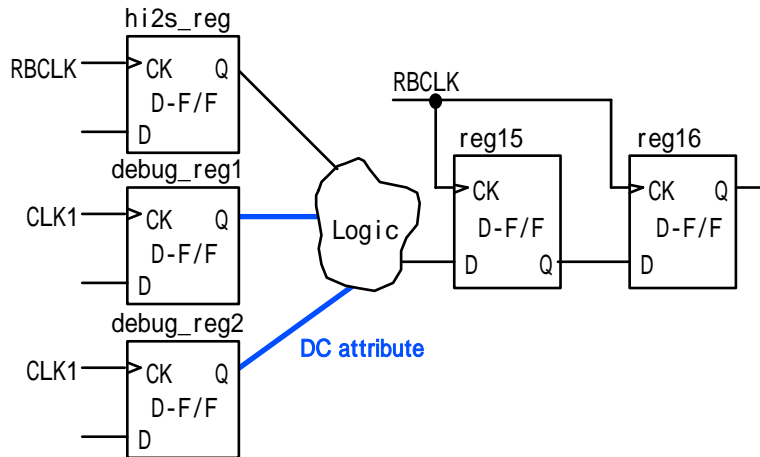 hi2s_reg
RBCLK
CK Q
D-F/F
D
debug_reg1
CLK1
CK Q
D-F/F
D
debug_reg2
CLK1
CK Q
D-F/F
D
Logic
DC attribute
RBCLK
reg15
CK
D-F/F
D Q
reg16
CK Q
D-F/F
D